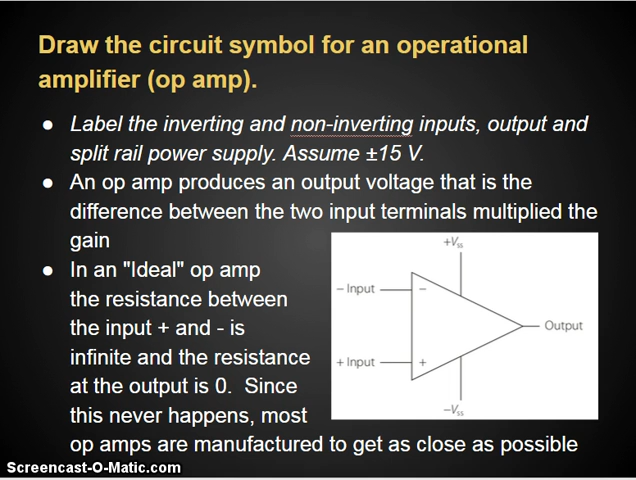 Draw the circuit symbol for an operational
amplifier (op amp).
● Label the inverting and non-inverting inputs, output and
split rail power supply. Assume ±15 V.
● An op amp produces an output voltage that is the
difference between the two input terminals multiplied the
gain
● In an "Ideal" op amp
the resistance between
the input + and - is
infinite and the resistance
at the output is 0. Since
this never happens, most
op amps are manufactured to get as close as possible
+Vss
− Input
−
Output
+ Input
+
−Vss
Screencast-O-Matic.com